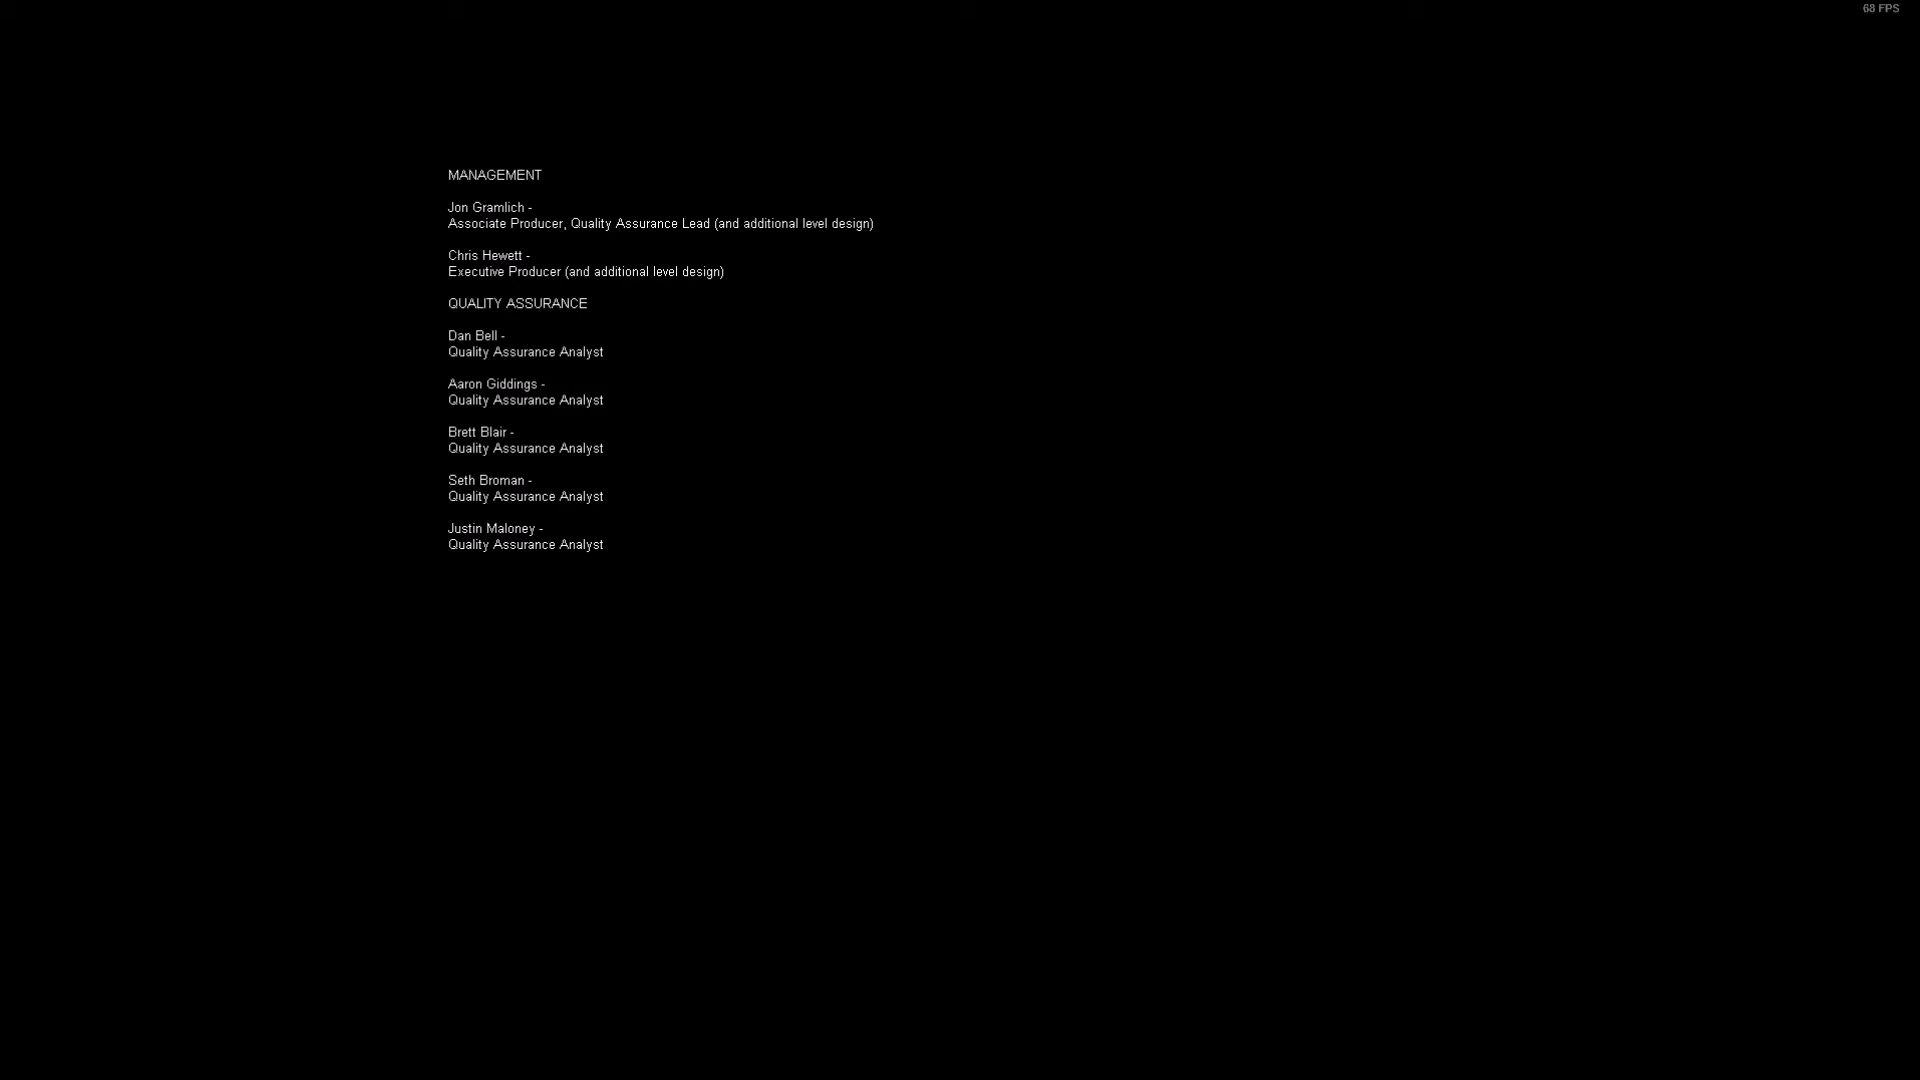 68 FPS
MANAGEMENT
Jon Gramlich -
Associate Producer, Quality Assurance Lead (and additional level design)
Chris Hewett -
Executive Producer (and additional level design)
QUALITY ASSURANCE
Dan Bell -
Quality Assurance Analyst
Aaron Giddings -
Quality Assurance Analyst
Brett Blair -
Quality Assurance Analyst
Seth Broman -
Quality Assurance Analyst
Justin Maloney -
Quality Assurance Analyst